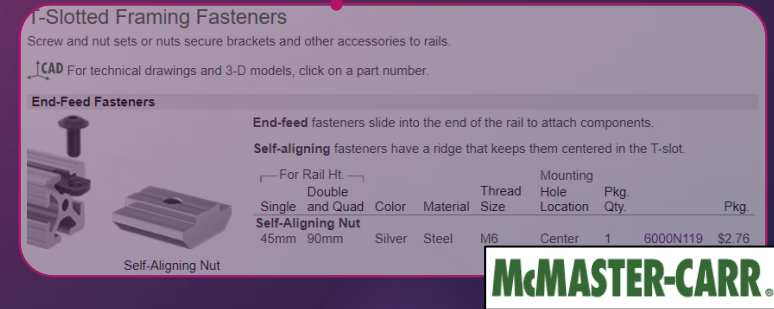 T-Slotted Framing Fasteners
Screw and nut sets or nuts secure brackets and other accessories to rails.
CAD For technical drawings and 3-D models, click on a part number.
End-Feed Fasteners
End-feed fasteners slide into the end of the rail to attach components.
Self-aligning fasteners have a ridge that keeps them centered in the T-slot.
For Rail Ht. Mounting
Double Thread Hole Pkg.
Single and Quad Color Material Size Location Qty. Pkg.
Self-Aligning Nut
45mm 90mm Silver Steel M6 Center 1 6000N119 $2.76
Self-Aligning Nut
McMASTER-CARR®